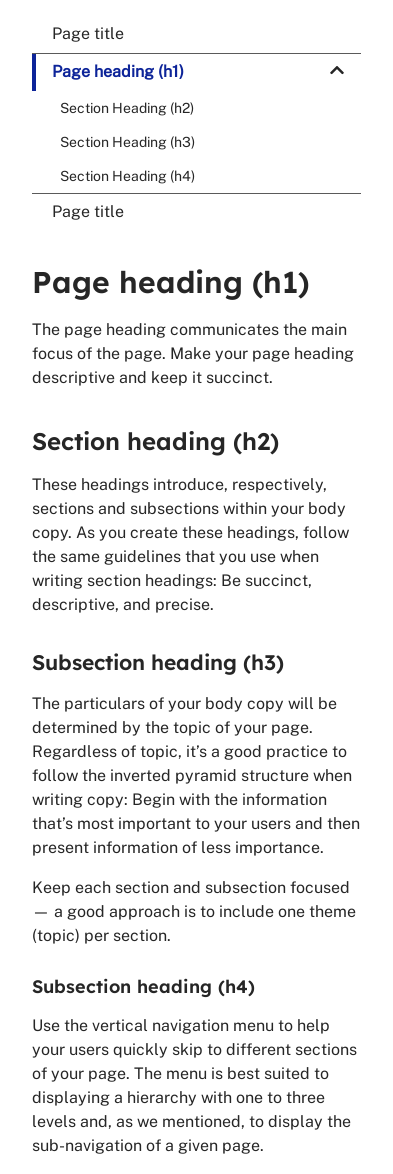 Page title
Page heading (h1)
Section Heading (h2)
Section Heading (h3)
Section Heading (h4)
Page title
Page heading (h1)
The page heading communicates the main
focus of the page. Make your page heading
descriptive and keep it succinct.
Section heading (h2)
These headings introduce, respectively,
sections and subsections within your body
copy. As you create these headings, follow
the same guidelines that you use when
writing section headings: Be succinct,
descriptive, and precise.
Subsection heading (h3)
The particulars of your body copy will be
determined by the topic of your page.
Regardless of topic, it’s a good practice to
follow the inverted pyramid structure when
writing copy: Begin with the information
that’s most important to your users and then
present information of less importance.
Keep each section and subsection focused
— a good approach is to include one theme
(topic) per section.
Subsection heading (h4)
Use the vertical navigation menu to help
your users quickly skip to different sections
of your page. The menu is best suited to
displaying a hierarchy with one to three
levels and, as we mentioned, to display the
sub-navigation of a given page.